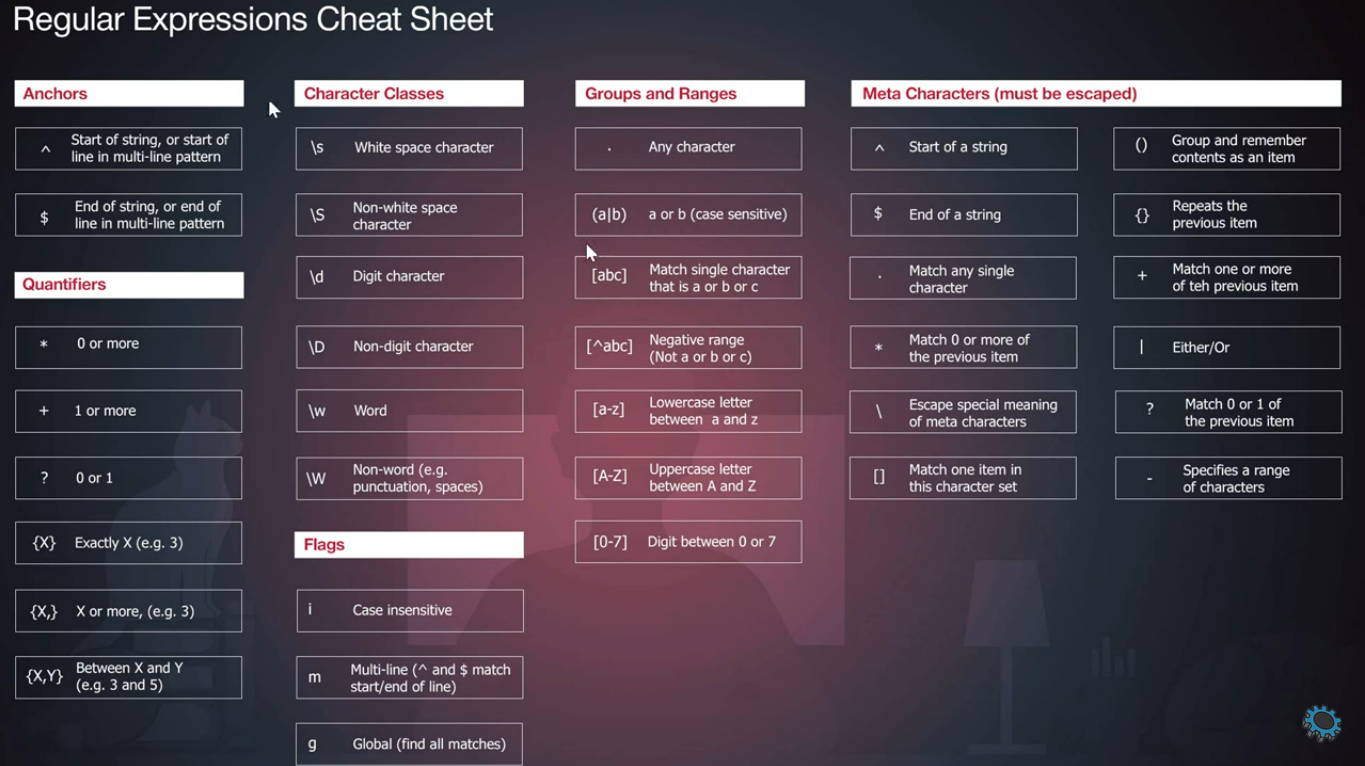 Regular Expressions Cheat Sheet
Anchors
^ Start of string, or start of
line in multi-line pattern
$ End of string, or end of
line in multi-line pattern
Quantifiers
* 0 or more
+ 1 or more
? 0 or 1
{X} Exactly X (e.g. 3)
{X,} X or more, (e.g. 3)
{X,Y} Between X and Y
(e.g. 3 and 5)
Character Classes
\s White space character
\S Non-white space
character
\d Digit character
\D Non-digit character
\w Word
\W Non-word (e.g.
punctuation, spaces)
Flags
i Case insensitive
m Multi-line (^ and $ match
start/end of line)
g Global (find all matches)
Groups and Ranges
. Any character
(a|b) a or b (case sensitive)
[abc] Match single character
that is a or b or c
[^abc] Negative range
(Not a or b or c)
[a-z] Lowercase letter
between a and z
[A-Z] Uppercase letter
between A and Z
[0-7] Digit between 0 or 7
Meta Characters (must be escaped)
^ Start of a string
$ End of a string
. Match any single
character
* Match 0 or more of
the previous item
\ Escape special meaning
of meta characters
[] Match one item in
this character set
() Group and remember
contents as an item
{} Repeats the
previous item
+ Match one or more
of teh previous item
| Either/Or
? Match 0 or 1 of
the previous item
- Specifies a range
of characters